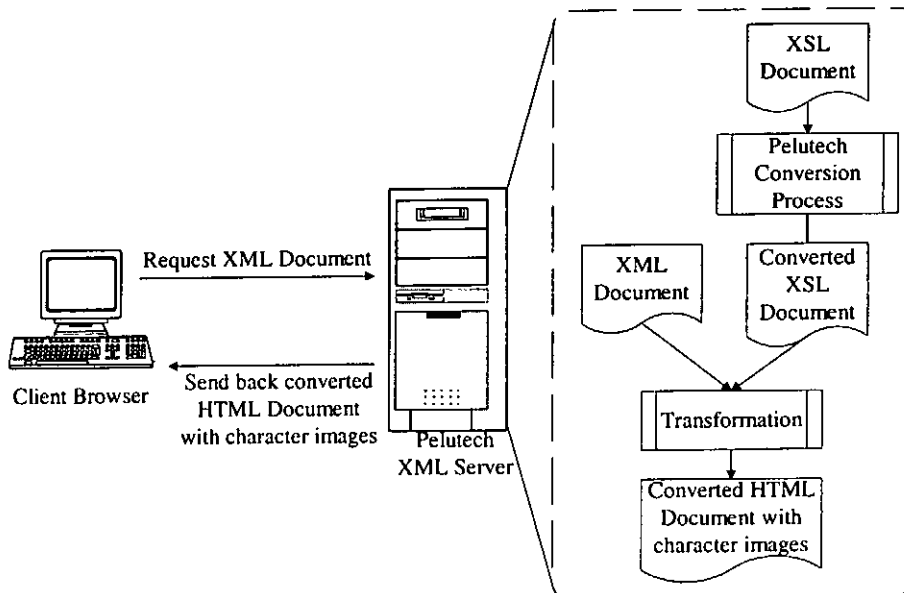 Request XML Document
Client Browser
Send back converted
HTML Document
with character images
Pelutech
XML Server
XSL
Document
Pelutech
Conversion
Process
XML
Document
Converted
XSL
Document
Transformation
Converted HTML
Document with
character images